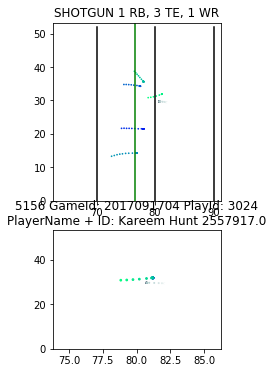 SHOTGUN 1 RB, 3 TE, 1 WR
50
40
30
20
10
0
70 80 90
5156 GameId: 2017091704 PlayId: 3024
PlayerName + ID: Kareem Hunt 2557917.0
40
20
0
75.0 77.5 80.0 82.5 85.0